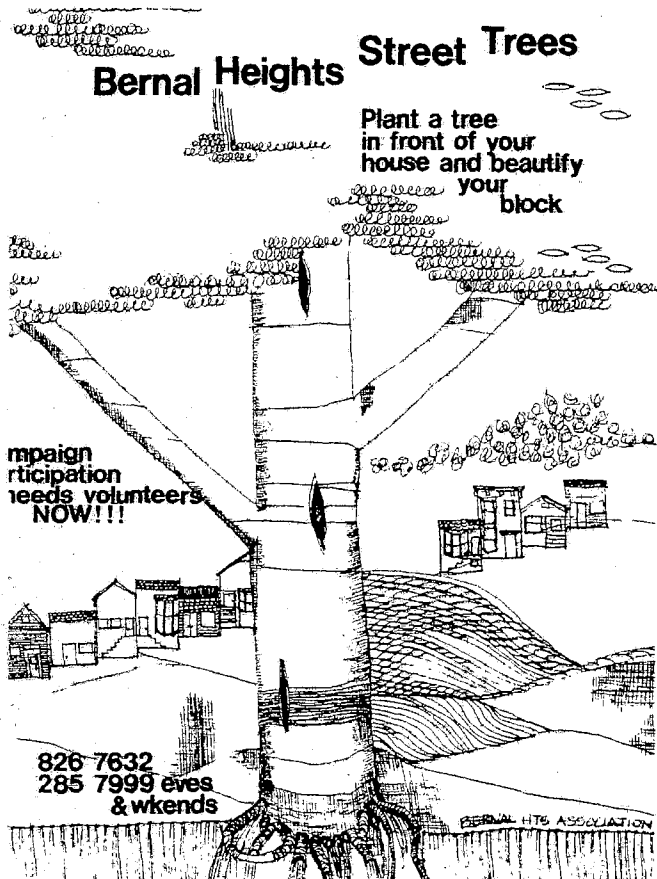 Bernal Heights Street Trees
Plant a tree
in front of your
house and beautify
your
block
mpaign
rticipation
needs volunteers
NOW!!!
826 7632
285 7999 eves
& wkends
BERNAL HTS ASSOCIATION